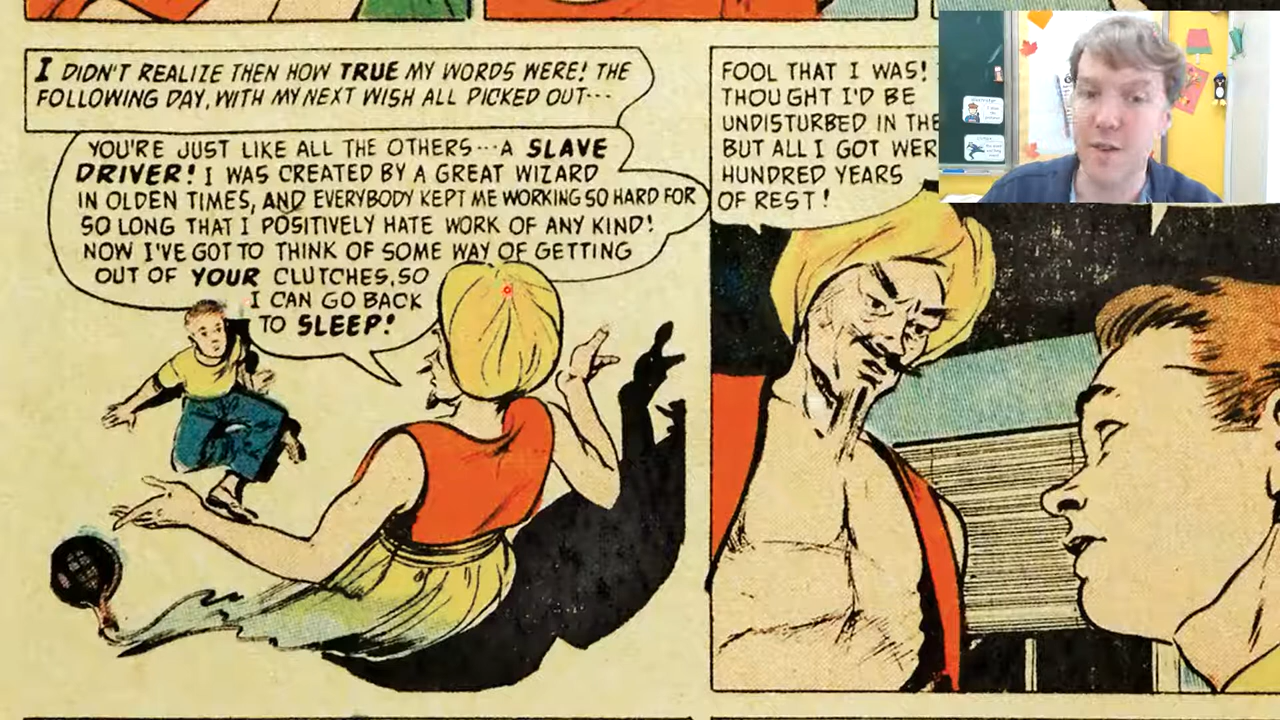 I DIDN'T REALIZE THEN HOW TRUE MY WORDS WERE! THE
FOLLOWING DAY, WITH MY NEXT WISH ALL PICKED OUT---
YOU'RE JUST LIKE ALL THE OTHERS---A SLAVE
DRIVER! I WAS CREATED BY A GREAT WIZARD
IN OLDEN TIMES, AND EVERYBODY KEPT ME WORKING SO HARD FOR
SO LONG THAT I POSITIVELY HATE WORK OF ANY KIND!
NOW I'VE GOT TO THINK OF SOME WAY OF GETTING
OUT OF YOUR CLUTCHES, SO
I CAN GO BACK
TO SLEEP!
FOOL THAT I WAS!
THOUGHT I'D BE
UNDISTURBED IN THE
BUT ALL I GOT WER
HUNDRED YEARS
OF REST!